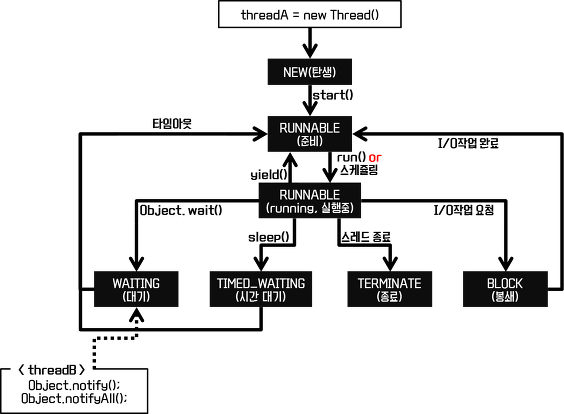 threadA = new Thread()
NEW(탄생)
start()
타임아웃
RUNNABLE
(준비)
I/O작업 완료
run() or
스케쥴링
yield()
RUNNABLE
(running, 실행중)
Object. wait()
I/O작업 요청
sleep()
스레드 종료
WAITING
(대기)
TIMED_WAITING
(시간 대기)
TERMINATE
(종료)
BLOCK
(봉쇄)
< threadB >
Object.notify();
Object.notifyAll();